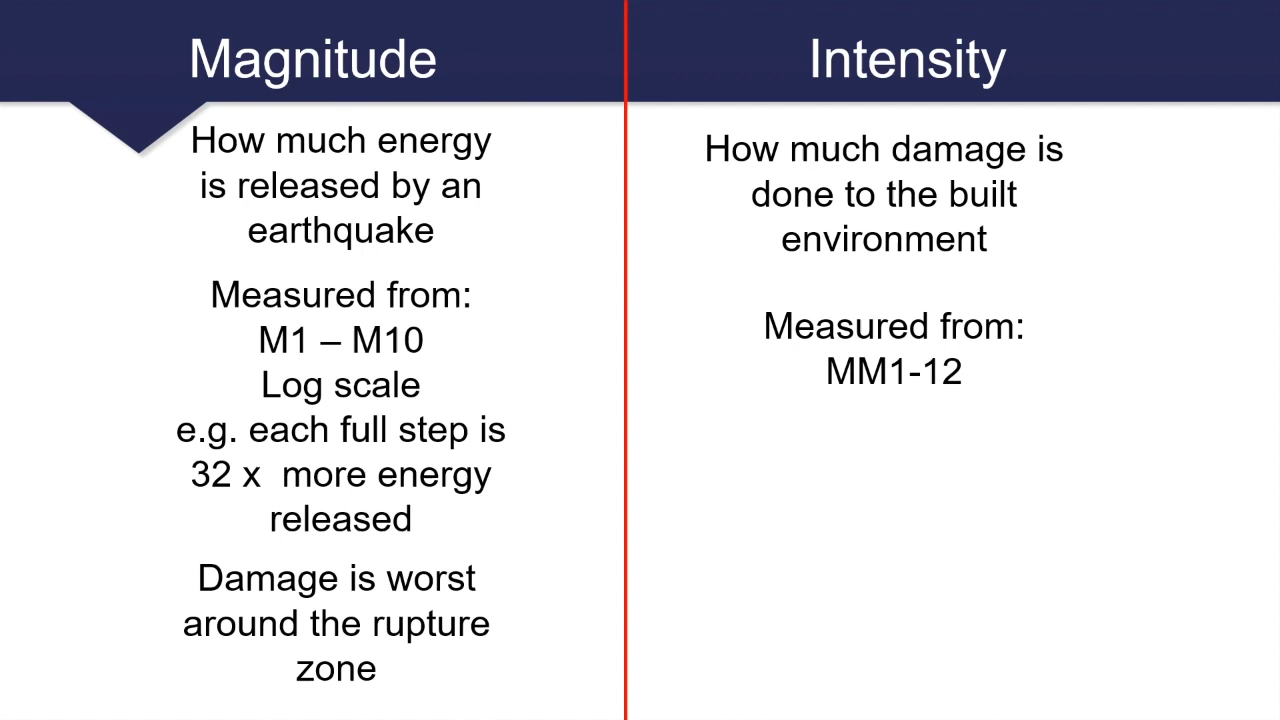 Magnitude
How much energy
is released by an
earthquake
Measured from:
M1 – M10
Log scale
e.g. each full step is
32 x  more energy
released
Damage is worst
around the rupture
zone
Intensity
How much damage is
done to the built
environment
Measured from:
MM1-12